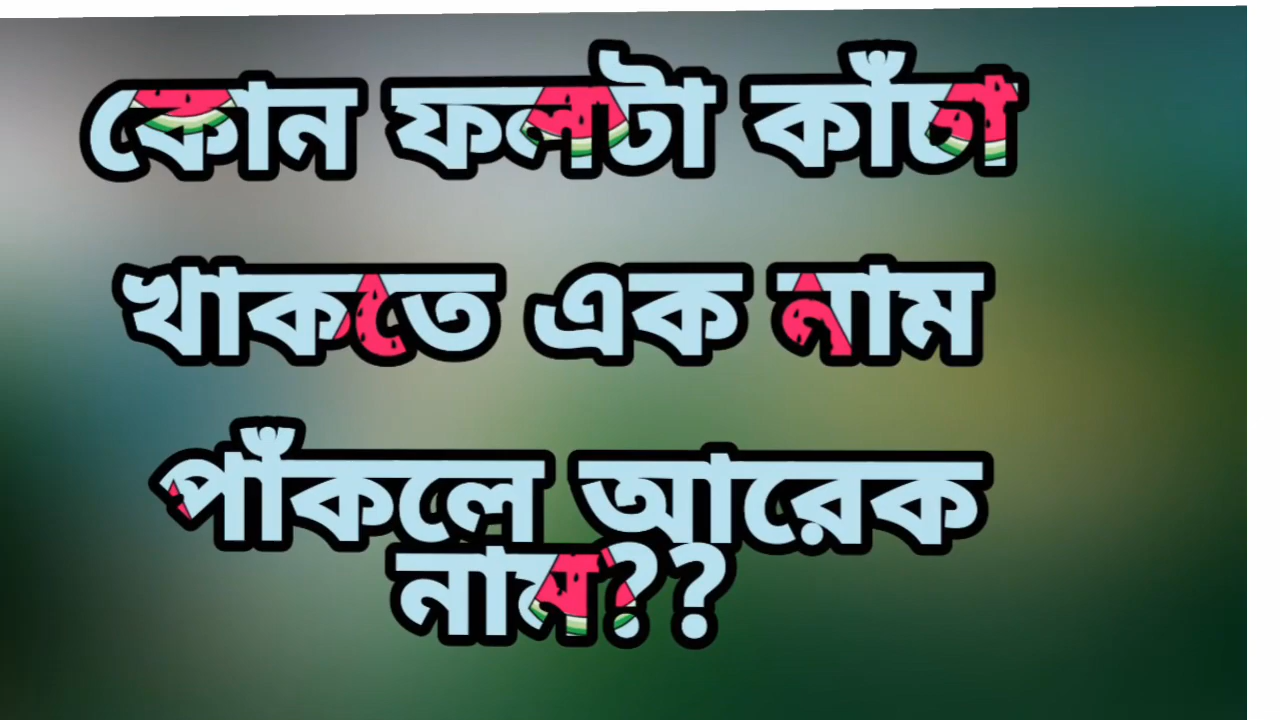 কোন ফলটা কাঁচা
খাকতে এক নাম
পাঁকলে আরেক
নাম??